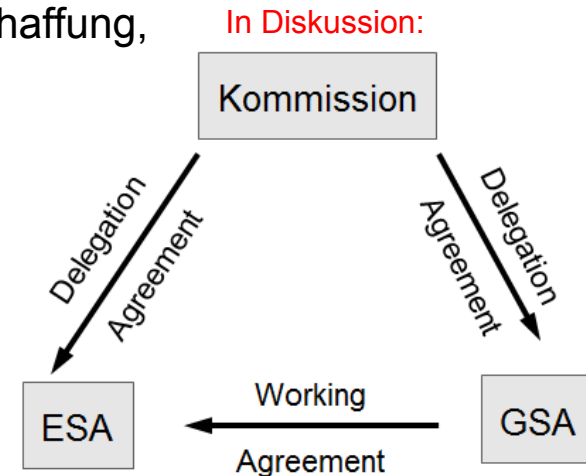 haffung,
In Diskussion:
Kommission
Delegation
Agreement
Delegation
Agreement
ESA
Working
Agreement
GSA